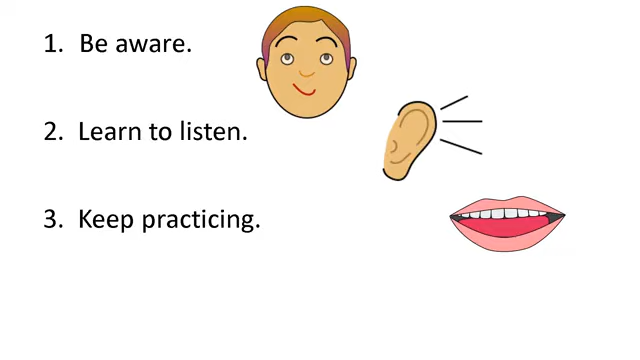 1. Be aware.
2. Learn to listen.
3. Keep practicing.